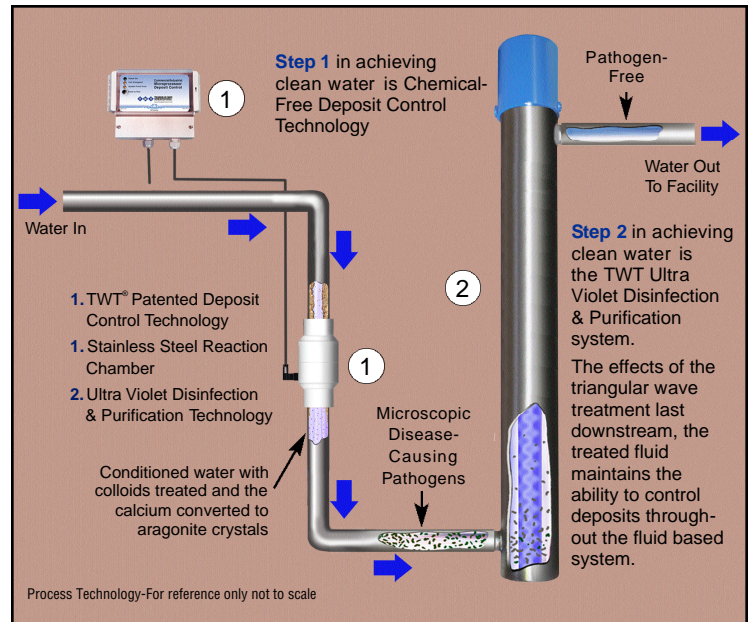 Step 1 in achieving
clean water is Chemical-
Free Deposit Control
Technology
1
Pathogen-
Free
Water Out
To Facility
Water In
Step 2 in achieving
clean water is
the TWT Ultra
Violet Disinfection
& Purification
system.
The effects of the
triangular wave
treatment last
downstream, the
treated fluid
maintains the
ability to control
deposits through-
out the fluid based
system.
2
1. TWT® Patented Deposit
Control Technology
1. Stainless Steel Reaction
Chamber
2. Ultra Violet Disinfection
& Purification Technology
1
Microscopic
Disease-
Causing
Pathogens
Conditioned water with
colloids treated and the
calcium converted to
aragonite crystals
Process Technology-For reference only not to scale